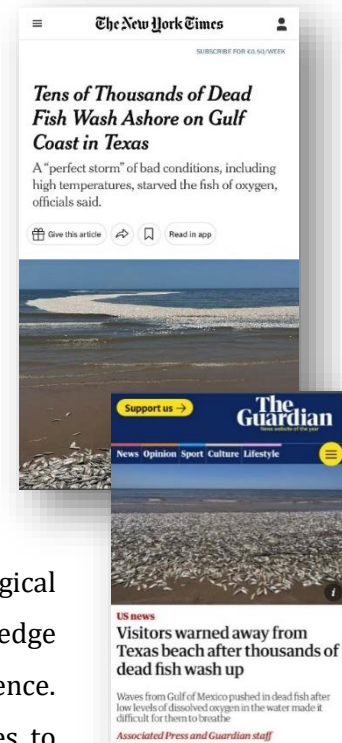 The New York Times
SUBSCRIBE FOR €0.50/WEEK
Tens of Thousands of Dead
Fish Wash Ashore on Gulf
Coast in Texas
A “perfect storm” of bad conditions, including
high temperatures, starved the fish of oxygen,
officials said.
Give this article
Read in app
Support us →
The
Guardian
News website of the year
News Opinion Sport Culture Lifestyle
i
US news
Visitors warned away from
Texas beach after thousands of
dead fish wash up
Waves from Gulf of Mexico pushed in dead fish after
low levels of dissolved oxygen in the water made it
difficult for them to breathe
Associated Press and Guardian staff
gical
edge
ence.
es to